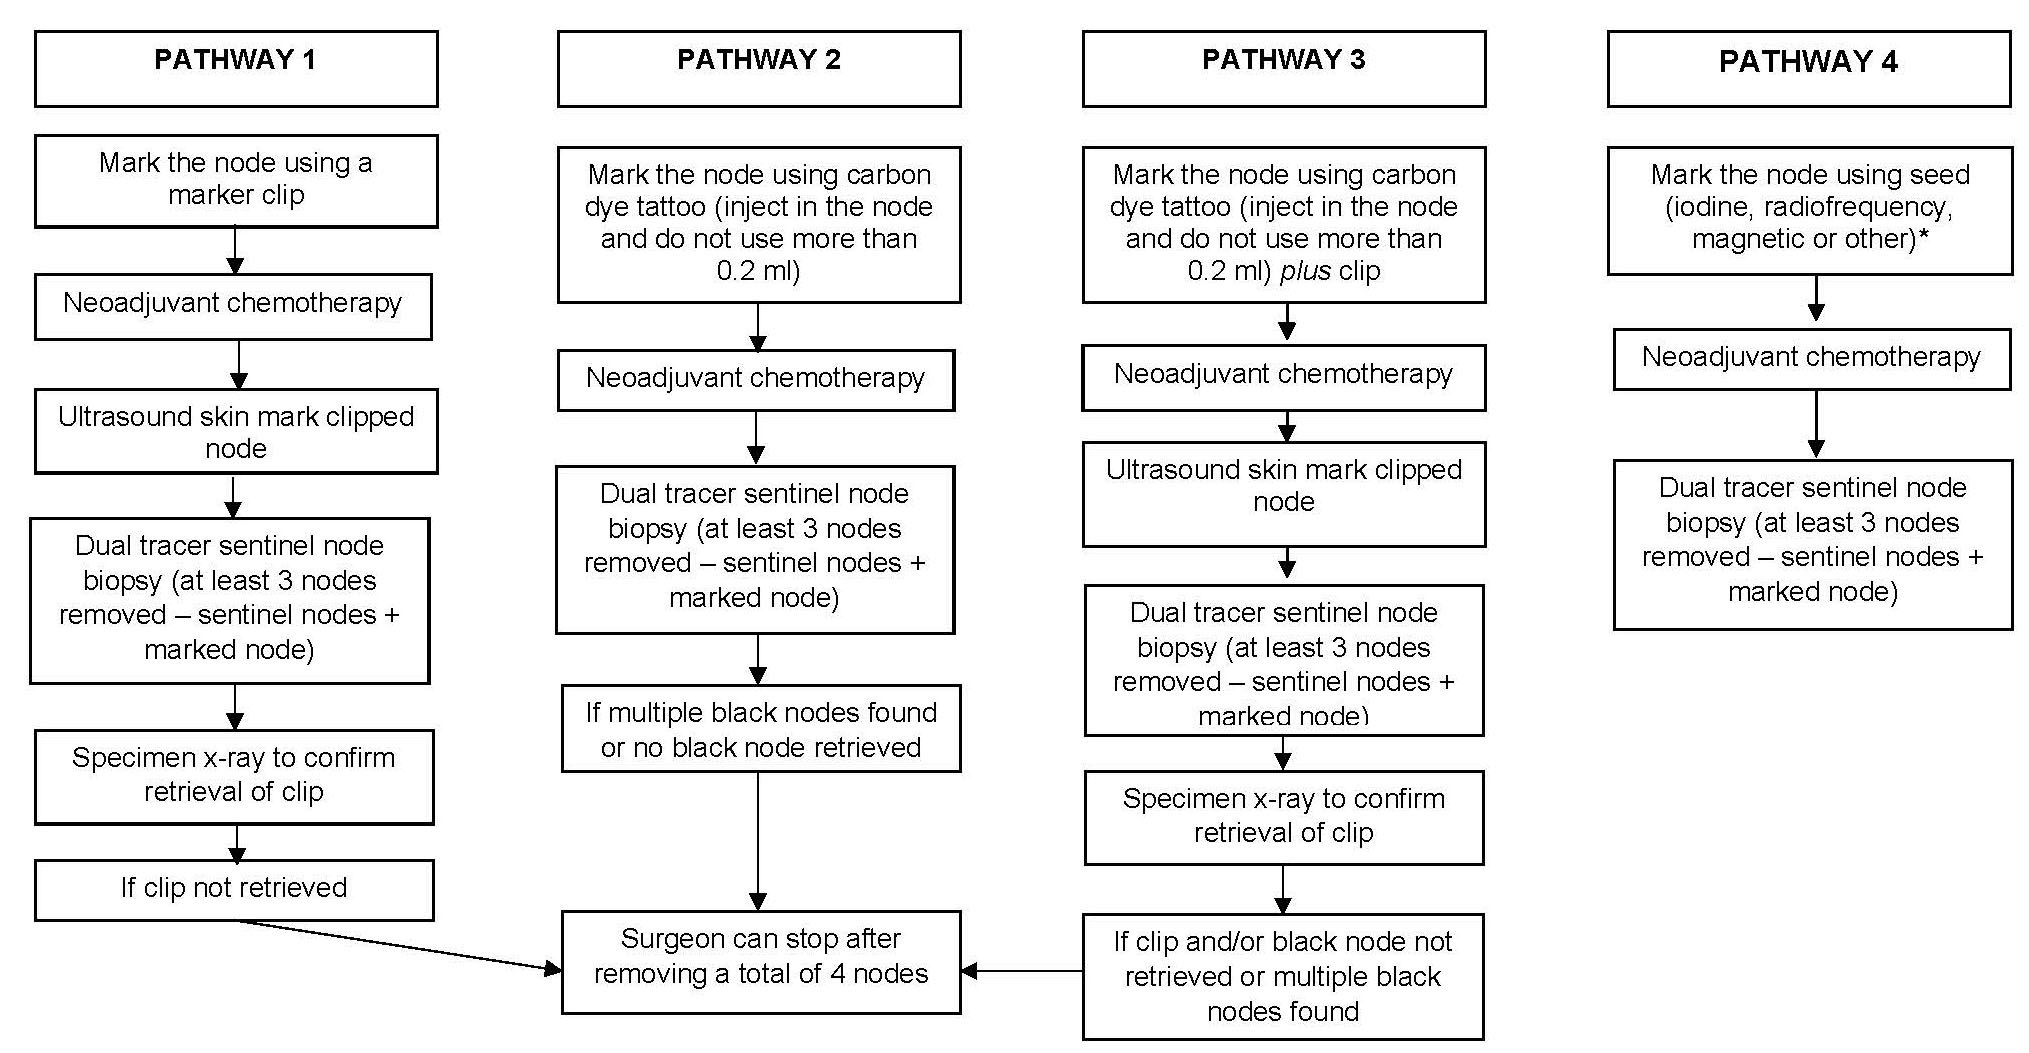 PATHWAY 1
Mark the node using a
marker clip
Neoadjuvant chemotherapy
Ultrasound skin mark clipped
node
Dual tracer sentinel node
biopsy (at least 3 nodes
removed – sentinel nodes +
marked node)
Specimen x-ray to confirm
retrieval of clip
If clip not retrieved
PATHWAY 2
Mark the node using carbon
dye tattoo (inject in the node
and do not use more than
0.2 ml)
Neoadjuvant chemotherapy
Dual tracer sentinel node
biopsy (at least 3 nodes
removed – sentinel nodes +
marked node)
If multiple black nodes found
or no black node retrieved
Surgeon can stop after
removing a total of 4 nodes
PATHWAY 3
Mark the node using carbon
dye tattoo (inject in the node
and do not use more than
0.2 ml) plus clip
Neoadjuvant chemotherapy
Ultrasound skin mark clipped
node
Dual tracer sentinel node
biopsy (at least 3 nodes
removed – sentinel nodes +
marked node)
Specimen x-ray to confirm
retrieval of clip
If clip and/or black node not
retrieved or multiple black
nodes found
PATHWAY 4
Mark the node using seed
(iodine, radiofrequency,
magnetic or other)*
Neoadjuvant chemotherapy
Dual tracer sentinel node
biopsy (at least 3 nodes
removed – sentinel nodes +
marked node)